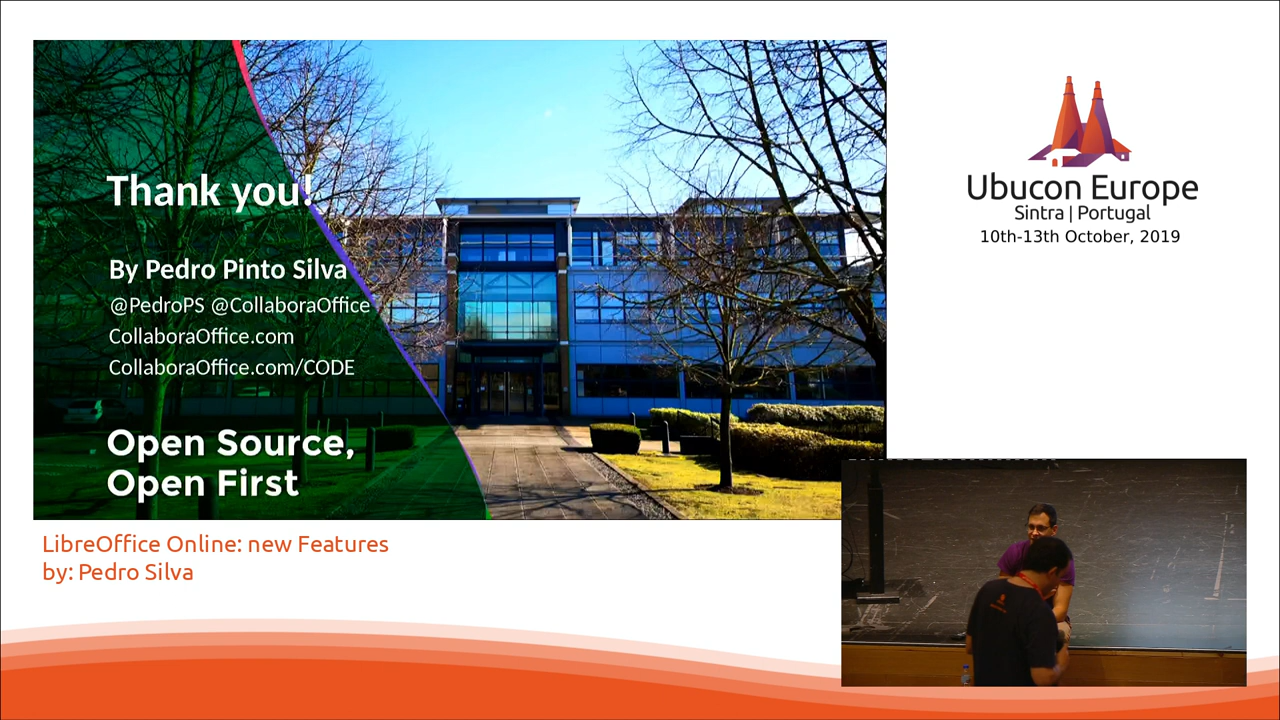 Thank you!
By Pedro Pinto Silva
@PedroPS @CollaboraOffice
CollaboraOffice.com
CollaboraOffice.com/CODE
Open Source,
Open First
LibreOffice Online: new Features
by: Pedro Silva
Ubucon Europe
Sintra | Portugal
10th-13th October, 2019